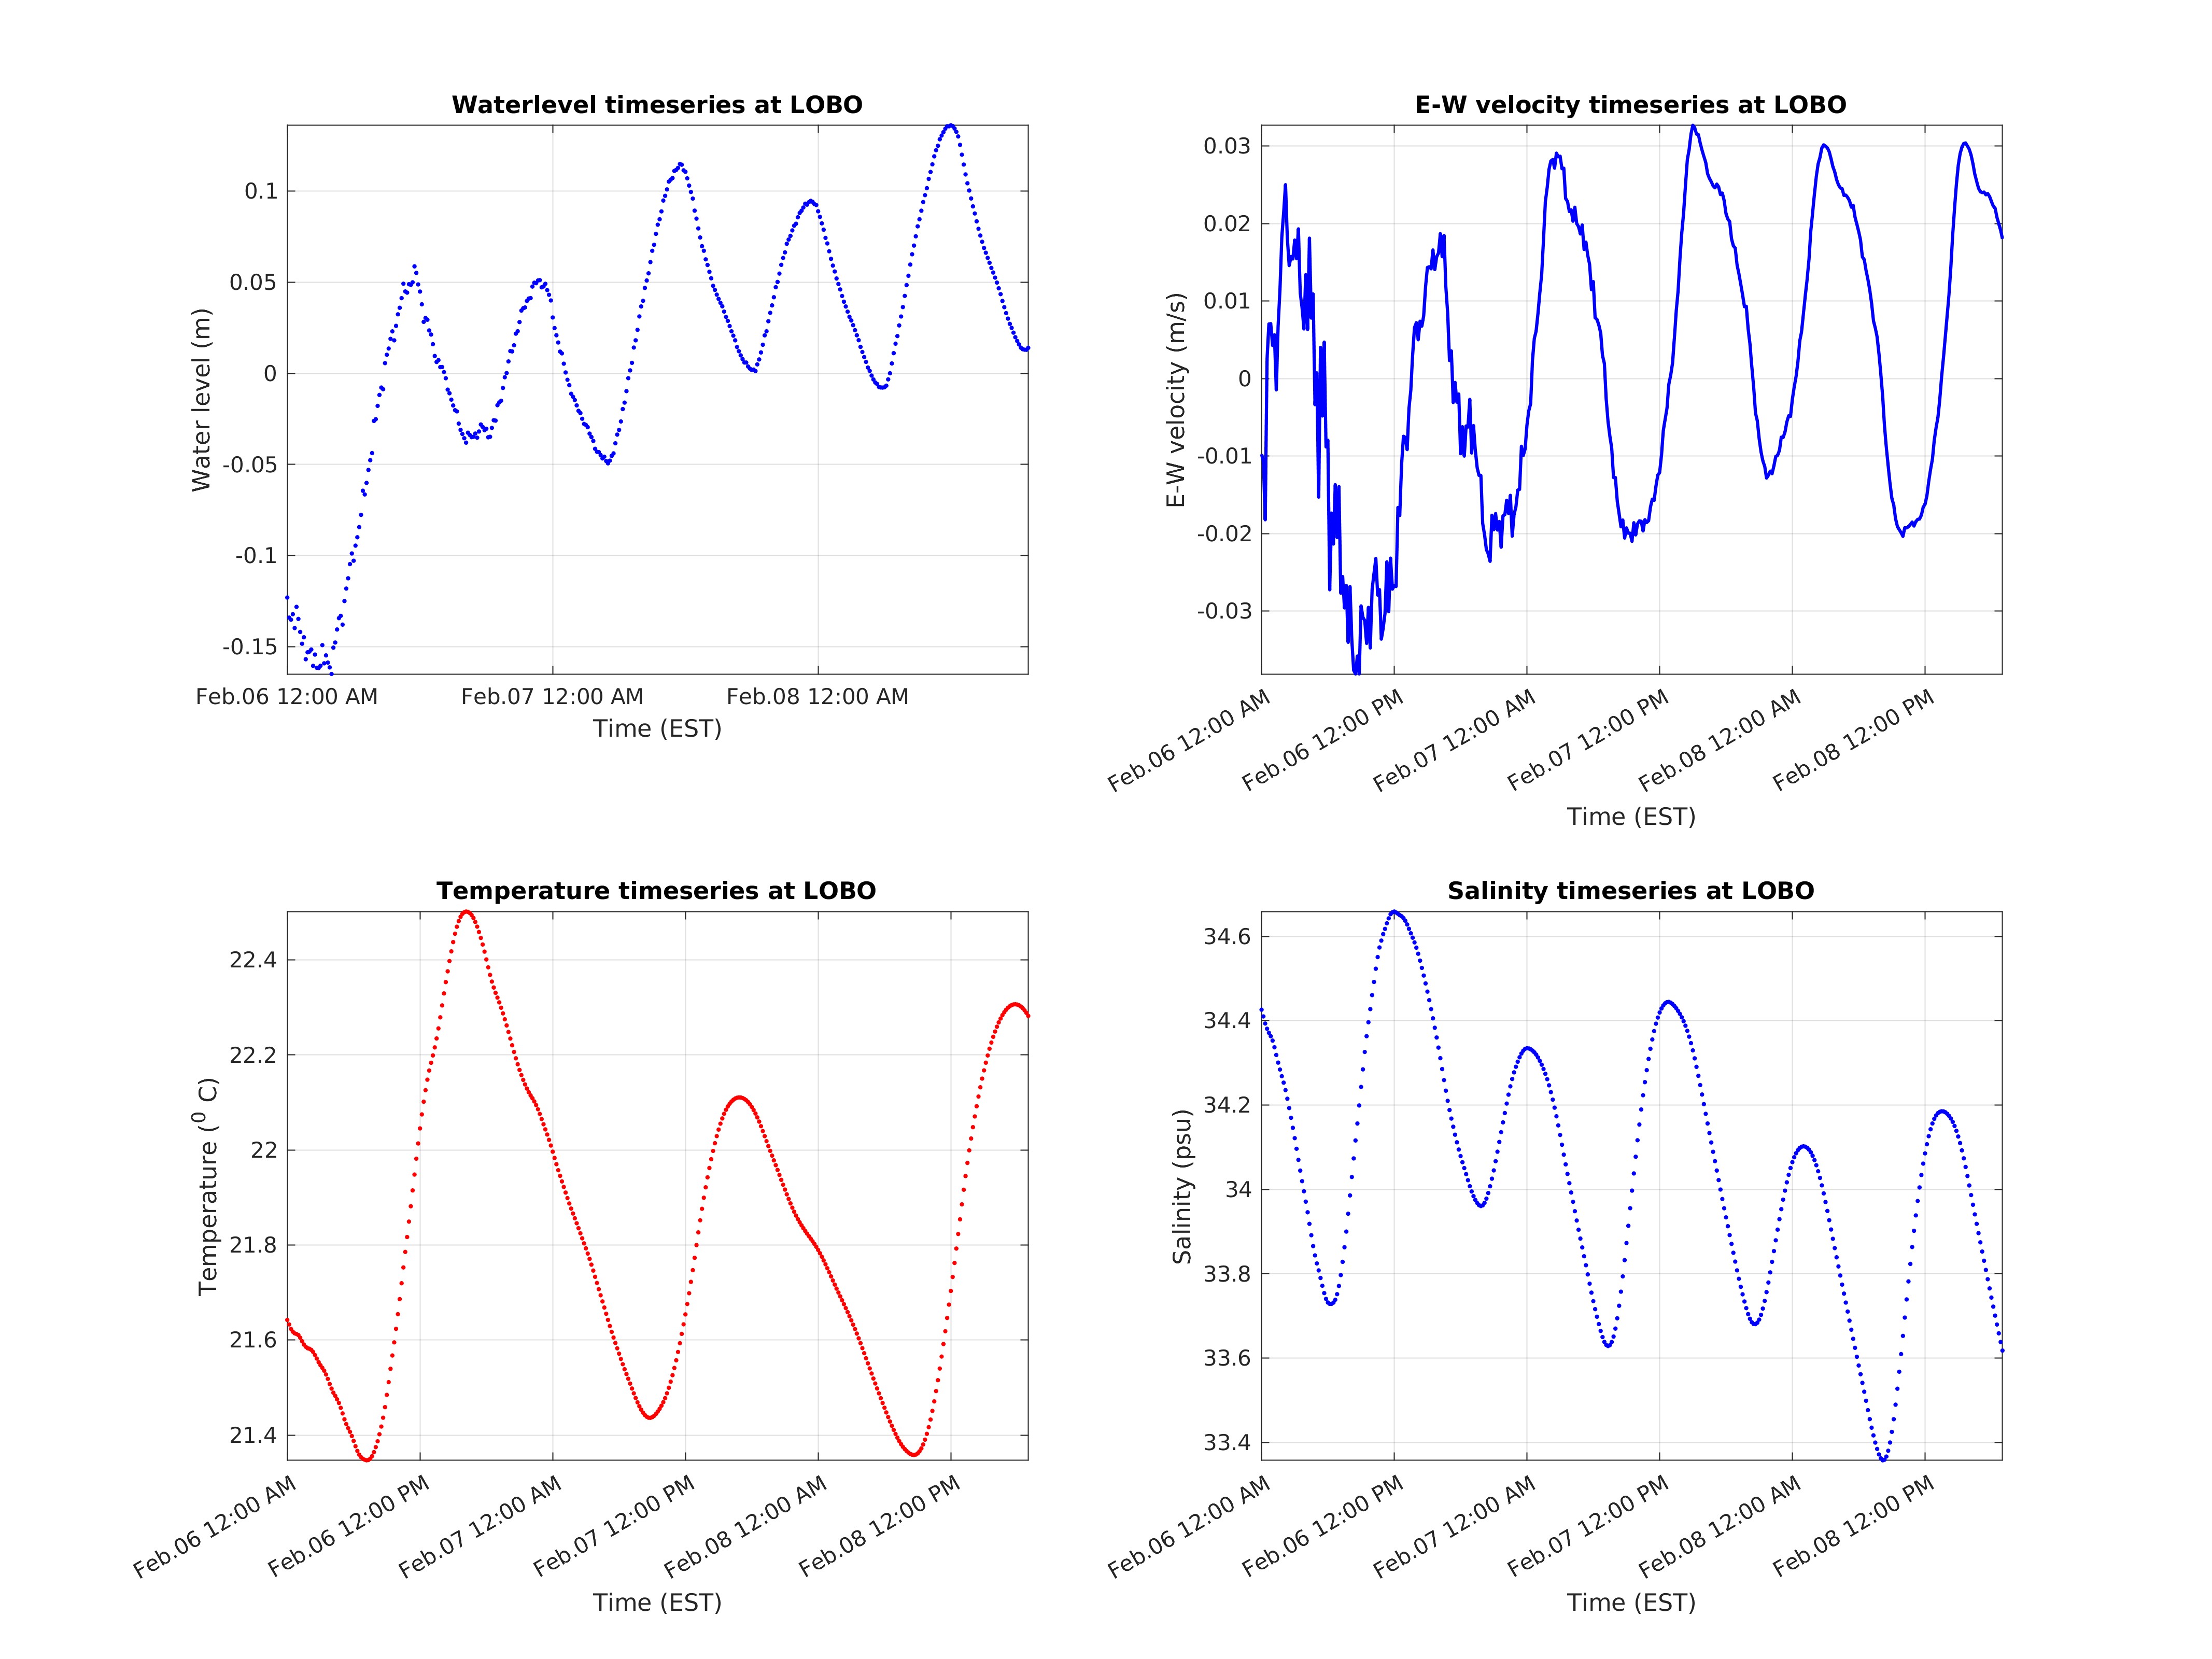 Waterlevel timeseries at LOBO
0.1
0.05
0
-0.05
-0.1
-0.15
Water level (m)
Feb.06 12:00 AM
Feb.07 12:00 AM
Feb.08 12:00 AM
Time (EST)
E-W velocity timeseries at LOBO
0.03
0.02
0.01
0
-0.01
-0.02
-0.03
E-W velocity (m/s)
Feb.06 12:00 AM
Feb.06 12:00 PM
Feb.07 12:00 AM
Feb.07 12:00 PM
Feb.08 12:00 AM
Feb.08 12:00 PM
Time (EST)
Temperature timeseries at LOBO
22.4
22.2
22
21.8
21.6
21.4
Temperature (⁰ C)
Feb.06 12:00 AM
Feb.06 12:00 PM
Feb.07 12:00 AM
Feb.07 12:00 PM
Feb.08 12:00 AM
Feb.08 12:00 PM
Time (EST)
Salinity timeseries at LOBO
34.6
34.4
34.2
34
33.8
33.6
33.4
Salinity (psu)
Feb.06 12:00 AM
Feb.06 12:00 PM
Feb.07 12:00 AM
Feb.07 12:00 PM
Feb.08 12:00 AM
Feb.08 12:00 PM
Time (EST)